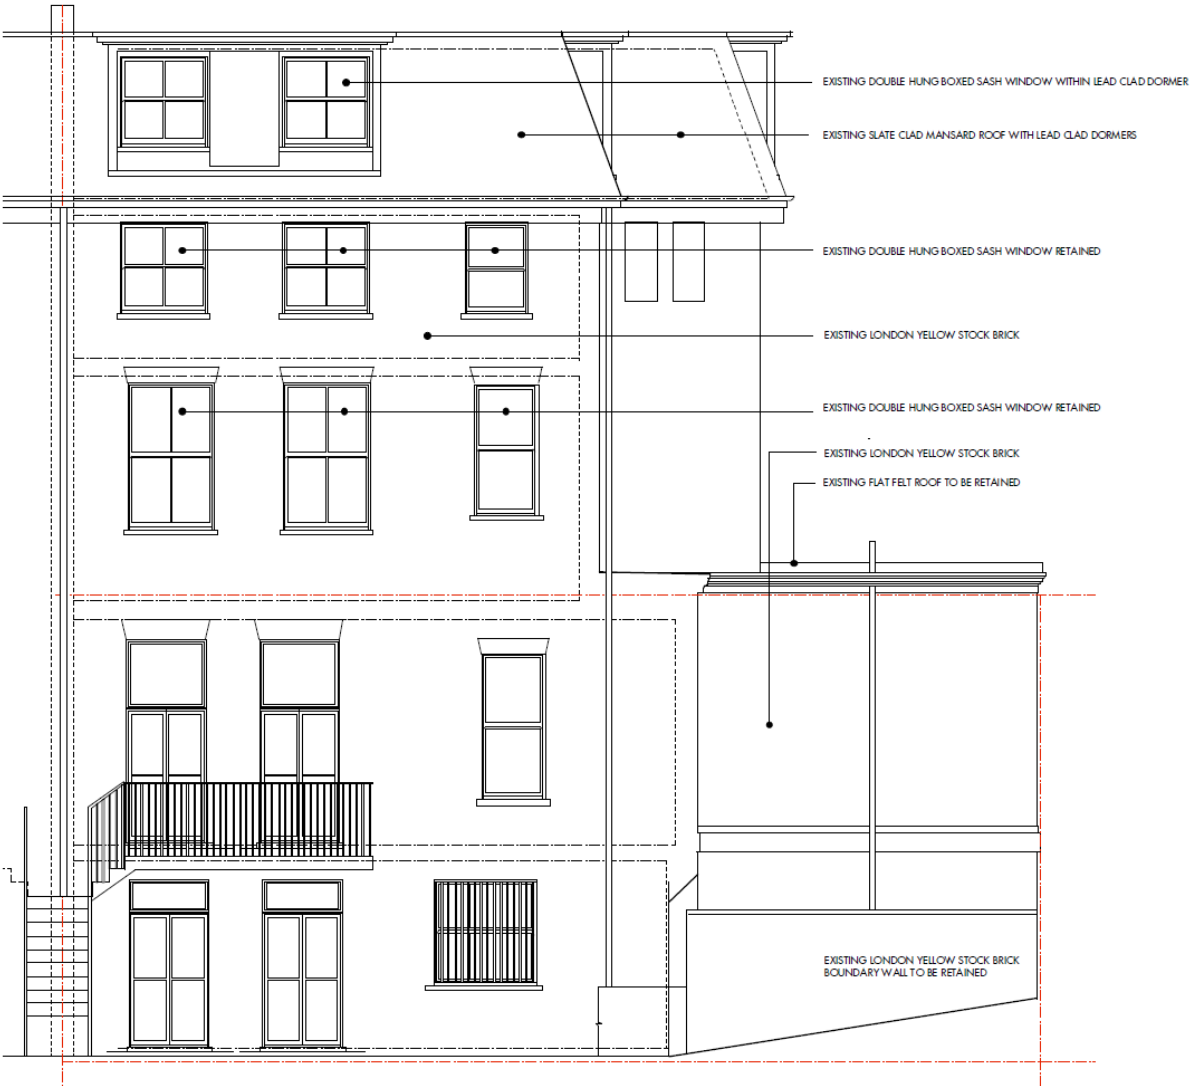 EXISTING DOUBLE HUNG BOXED SASH WINDOW WITHIN LEAD CLAD DORMER
EXISTING SLATE CLAD MANSARD ROOF WITH LEAD CLAD DORMERS
EXISTING DOUBLE HUNG BOXED SASH WINDOW RETAINED
EXISTING LONDON YELLOW STOCK BRICK
EXISTING DOUBLE HUNG BOXED SASH WINDOW RETAINED
EXISTING LONDON YELLOW STOCK BRICK
EXISTING FLAT FELT ROOF TO BE RETAINED
EXISTING LONDON YELLOW STOCK BRICK
BOUNDARY WALL TO BE RETAINED